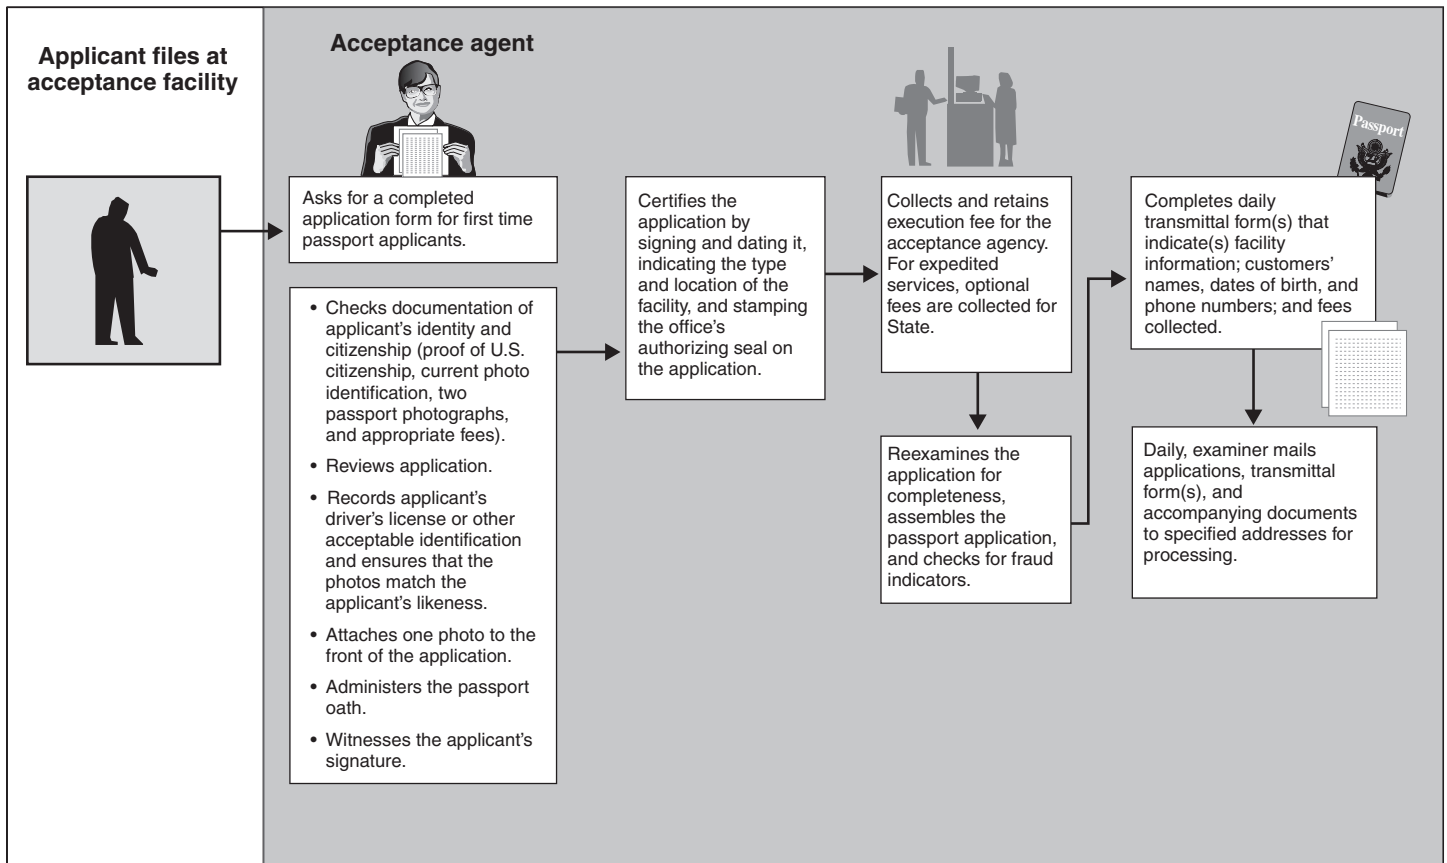 Applicant files at
acceptance facility
Acceptance agent
Asks for a completed
application form for first time
passport applicants.
• Checks documentation of
applicant's identity and
citizenship (proof of U.S.
citizenship, current photo
identification, two
passport photographs,
and appropriate fees).
• Reviews application.
• Records applicant's
driver's license or other
acceptable identification
and ensures that the
photos match the
applicant's likeness.
• Attaches one photo to the
front of the application.
• Administers the passport
oath.
• Witnesses the applicant's
signature.
Certifies the
application by
signing and dating it,
indicating the type
and location of the
facility, and stamping
the office's
authorizing seal on
the application.
Collects and retains
execution fee for the
acceptance agency.
For expedited
services, optional
fees are collected for
State.
Reexamines the
application for
completeness,
assembles the
passport application,
and checks for fraud
indicators.
Passport
Completes daily
transmittal form(s) that
indicate(s) facility
information; customers'
names, dates of birth, and
phone numbers; and fees
collected.
Daily, examiner mails
applications, transmittal
form(s), and
accompanying documents
to specified addresses for
processing.